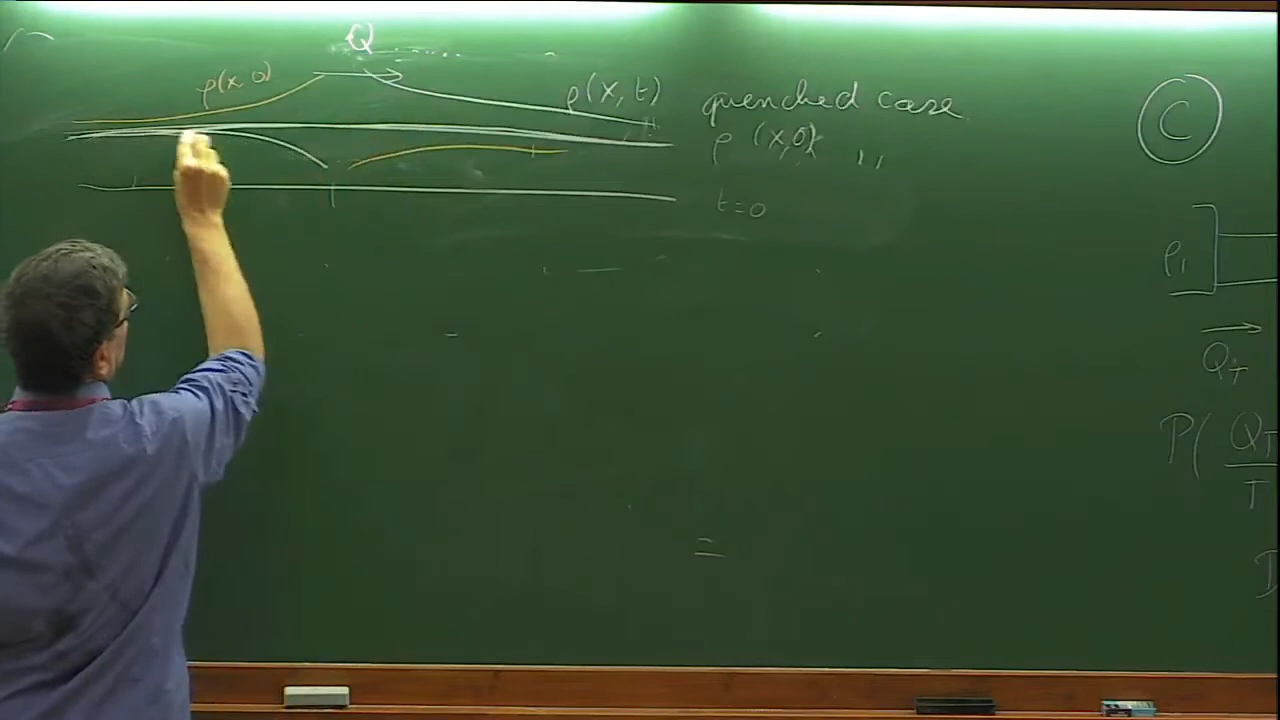 Q
ρ(x,0)
ρ(x,t)
quenched case
ρ (x,0)
t=0
C
ρ₁
Q_T
P( Q_T
T